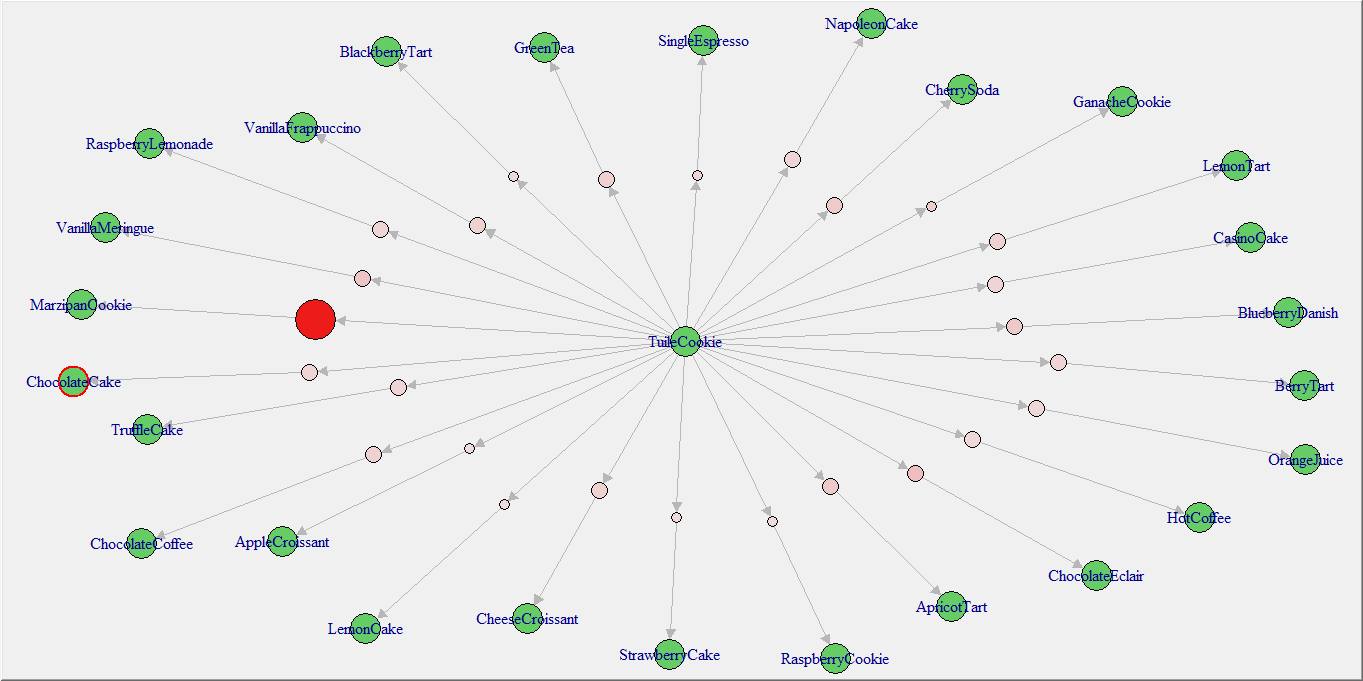 NapoleonCake
SingleEspresso
GreenTea
BlackberryTart
CherrySoda
GanacheCookie
VanillaFrappuccino
RaspberryLemonade
LemonTart
VanillaMeringue
CasinoCake
MarzipanCookie
BlueberryDanish
TuileCookie
ChocolateCake
BerryTart
TruffleCake
OrangeJuice
HotCoffee
ChocolateCoffee
AppleCroissant
ChocolateEclair
ApricotTart
CheeseCroissant
LemonCake
StrawberryCake
RaspberryCookie